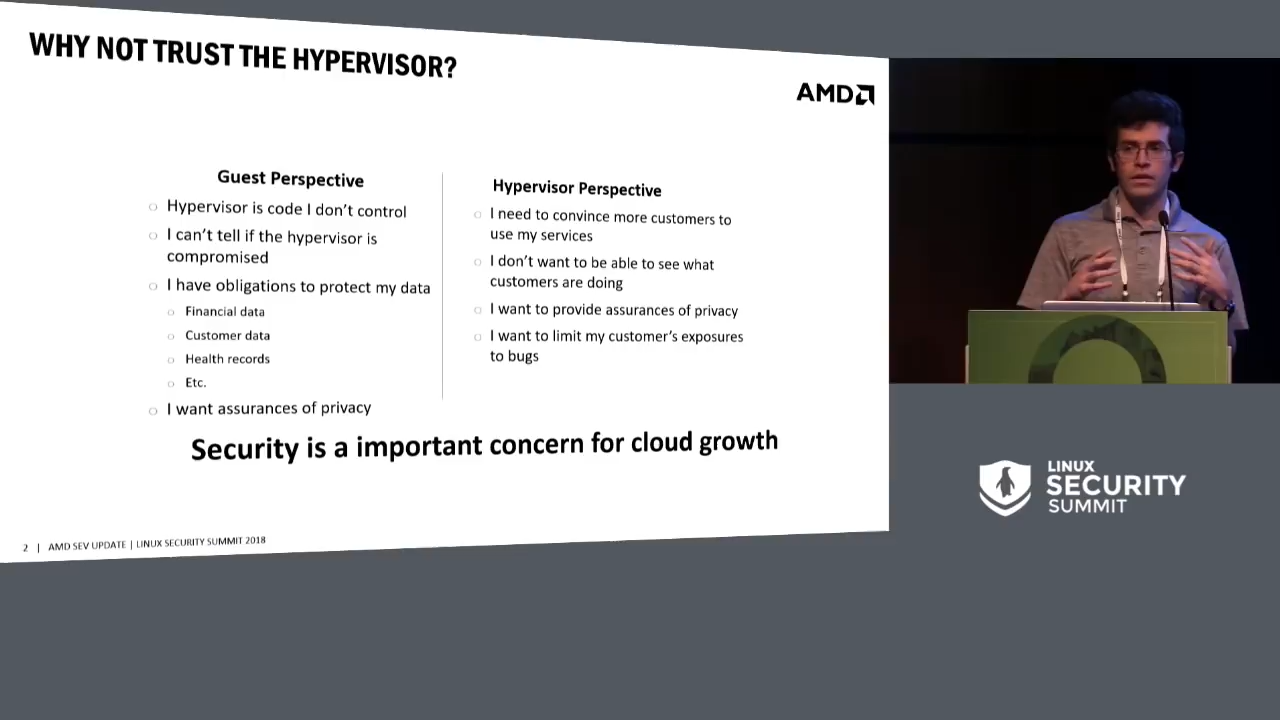 WHY NOT TRUST THE HYPERVISOR?
AMD
Guest Perspective
Hypervisor is code I don't control
I can't tell if the hypervisor is
compromised
I have obligations to protect my data
Financial data
Customer data
Health records
Etc.
I want assurances of privacy
Hypervisor Perspective
I need to convince more customers to
use my services
I don't want to be able to see what
customers are doing
I want to provide assurances of privacy
I want to limit my customer's exposures
to bugs
Security is a important concern for cloud growth
2 | AMD SEV UPDATE | LINUX SECURITY SUMMIT 2018
LINUX
SECURITY
SUMMIT